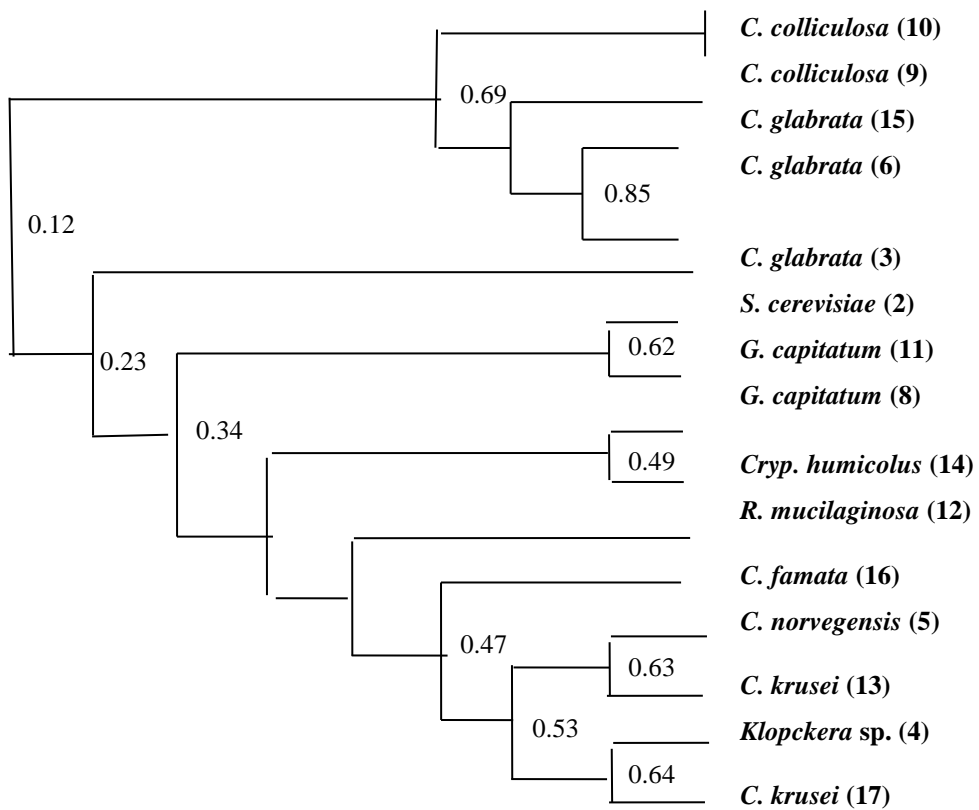 C. colliculosa (10)
0.69
C. colliculosa (9)
C. glabrata (15)
C. glabrata (6)
0.85
0.12
C. glabrata (3)
S. cerevisiae (2)
0.23
0.62
G. capitatum (11)
G. capitatum (8)
0.34
0.49
Cryp. humicolus (14)
R. mucilaginosa (12)
C. famata (16)
C. norvegensis (5)
0.47
0.63
C. krusei (13)
0.53
Klopckera sp. (4)
0.64
C. krusei (17)